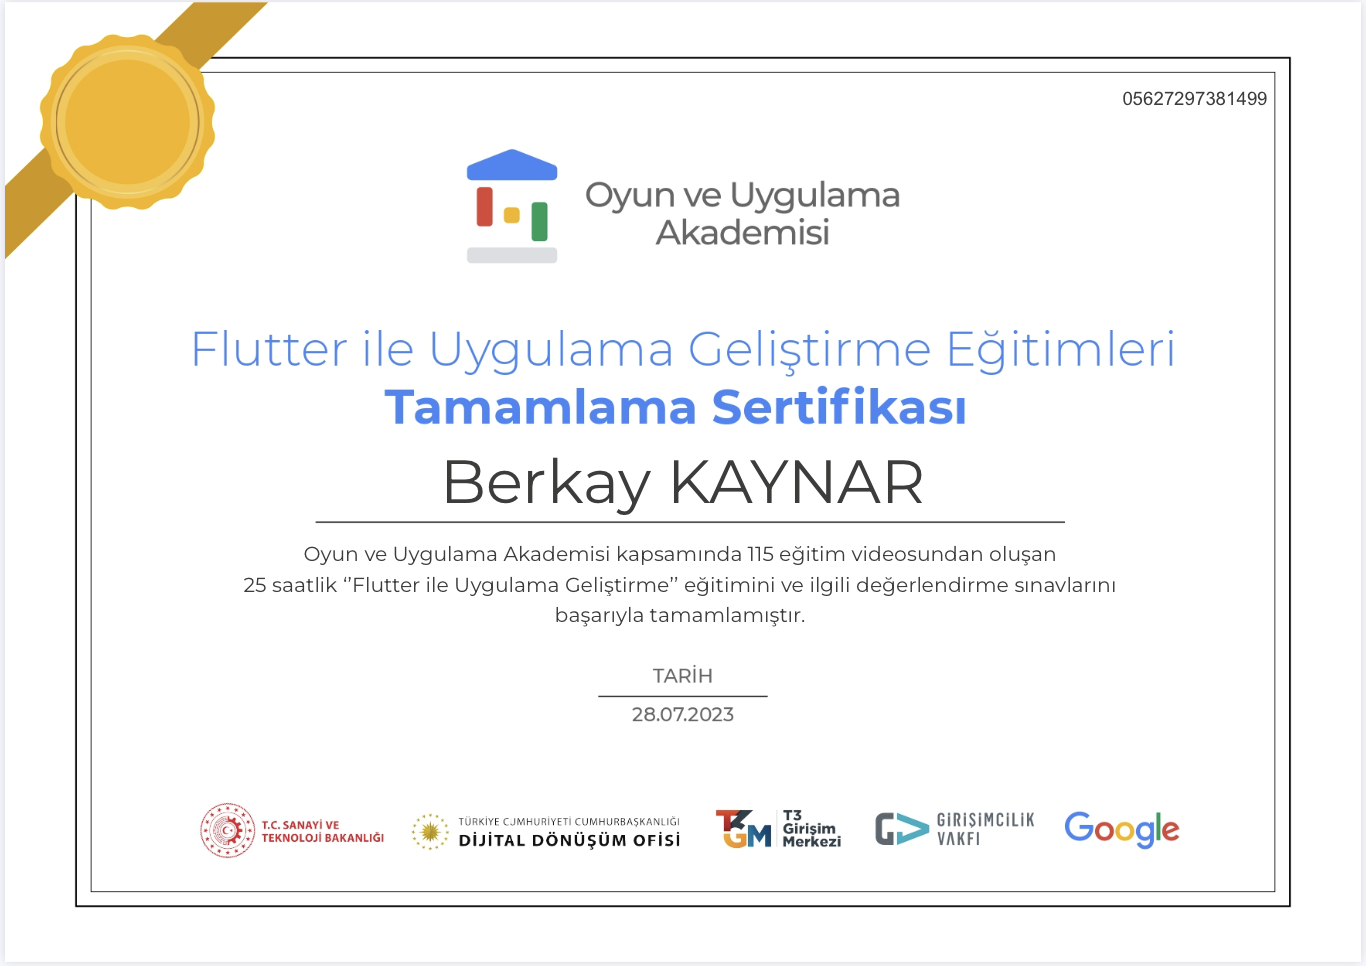 05627297381499
Oyun ve Uygulama
Akademisi
Flutter ile Uygulama Geliştirme Eğitimleri
Tamamlama Sertifikası
Berkay KAYNAR
Oyun ve Uygulama Akademisi kapsamında 115 eğitim videosundan oluşan
25 saatlik ‘’Flutter ile Uygulama Geliştirme’’ eğitimini ve ilgili değerlendirme sınavlarını
başarıyla tamamlamıştır.
TARİH
28.07.2023
T.C. SANAYİ VE
TEKNOLOJİ BAKANLIĞI
TÜRKİYE CUMHURİYETİ CUMHURBAŞKANLIĞI
DİJİTAL DÖNÜŞÜM OFİSİ
T3GM
T3
Girişim
Merkezi
GİRİŞİMCİLİK
VAKFI
Google